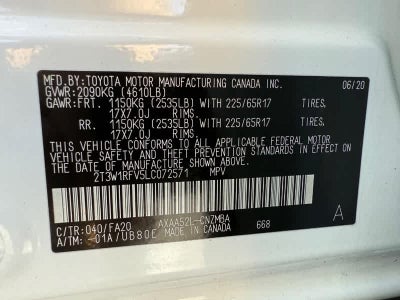 MFD.BY:TOYOTA MOTOR MANUFACTURING CANADA INC.
GVWR:2090KG (4610LB) 06/20
GAWR:FRT. 1150KG (2535LB) WITH 225/65R17 TIRES.
17X7.0J RIMS.
RR. 1150KG (2535LB) WITH 225/65R17 TIRES.
17X7.0J RIMS.
THIS VEHICLE CONFORMS TO ALL APPLICABLE FEDERAL MOTOR
VEHICLE SAFETY AND THEFT PREVENTION STANDARDS IN EFFECT ON
THE DATE OF MANUFACTURE SHOWN ABOVE.
2T3W1RFV5LC072571 MPV
C/TR:040/FA20 AXAA52L-CNZMBA 668 A
A/TM: -01A/UB80E MADE IN CANADA